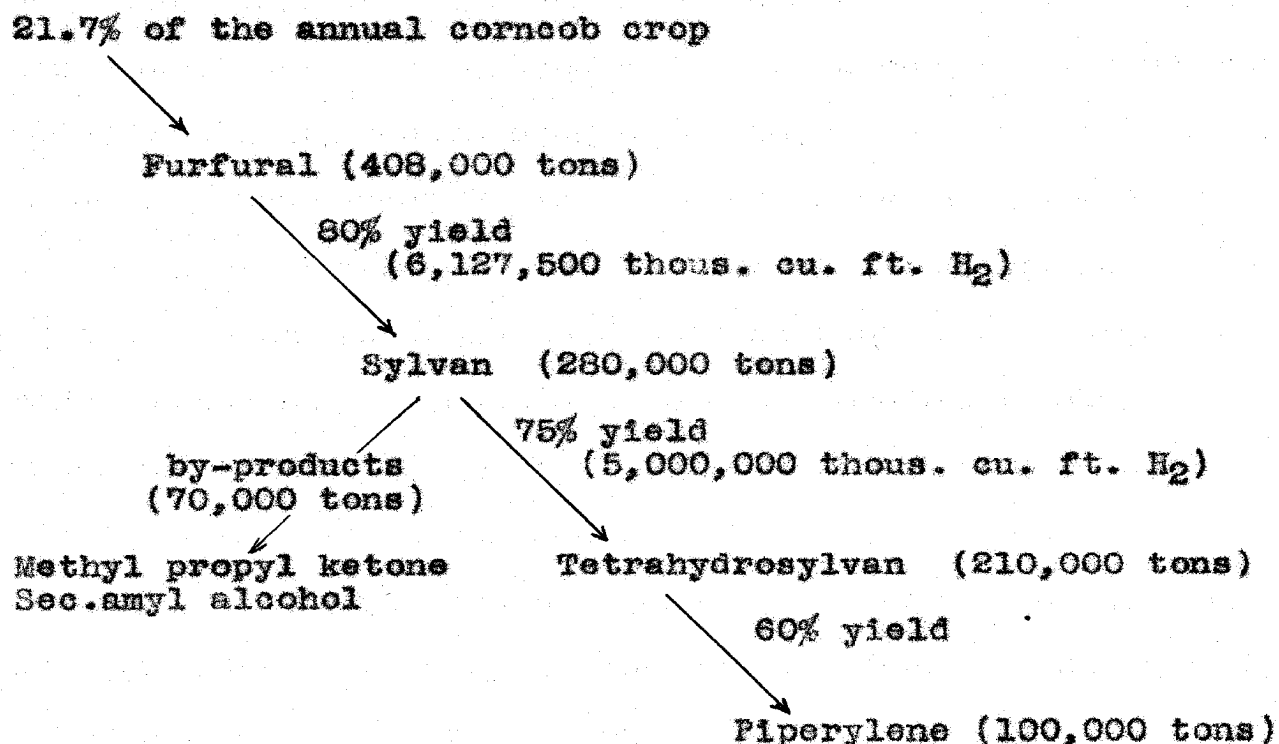 21.7% of the annual corncob crop
Furfural (408,000 tons)
80% yield
(6,127,500 thous. cu. ft. H2)
Sylvan (280,000 tons)
75% yield
(5,000,000 thous. cu. ft. H2)
by-products
(70,000 tons)
Methyl propyl ketone
Sec.amyl alcohol
Tetrahydrosylvan (210,000 tons)
60% yield
Piperylene (100,000 tons)